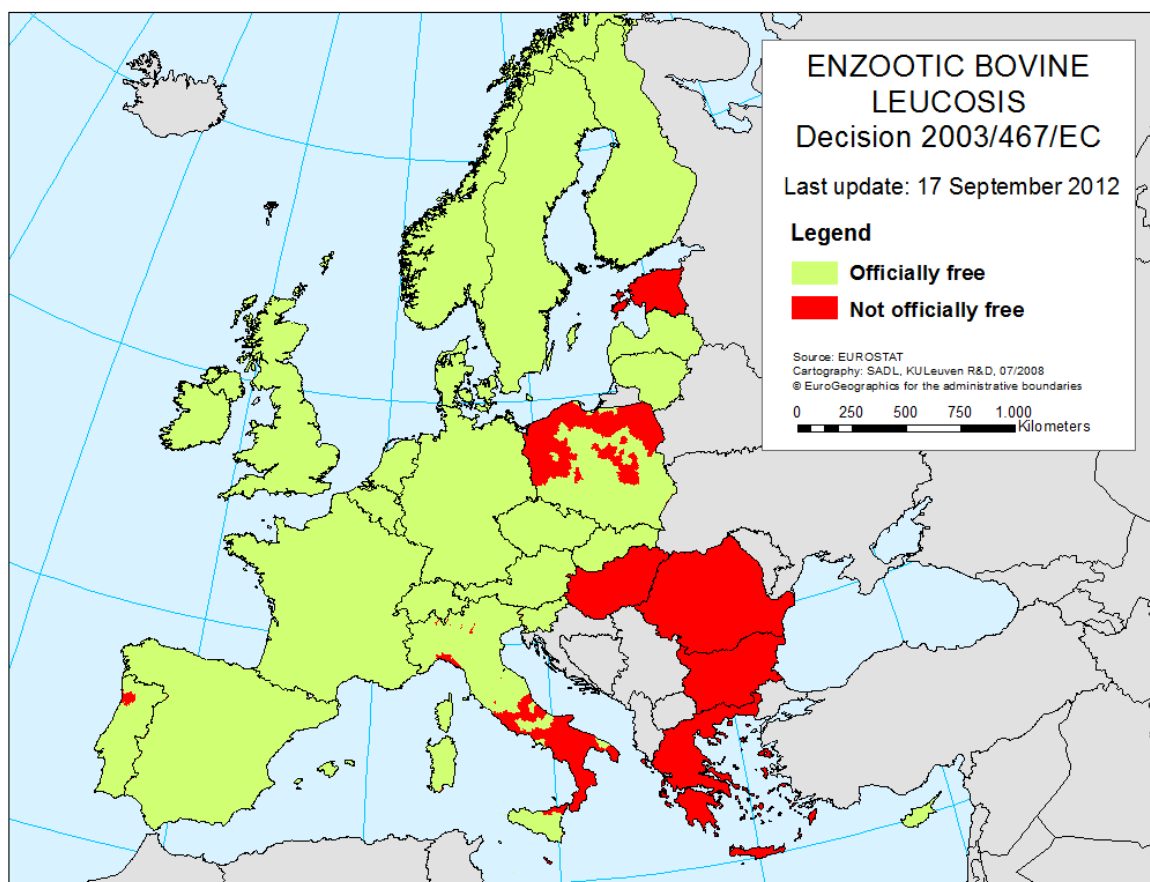 ENZOOTIC BOVINE
LEUCOSIS
Decision 2003/467/EC
Last update: 17 September 2012
Legend
Officially free
Not officially free
Source: EUROSTAT
Cartography: SADL, KULeuven R&D, 07/2008
© EuroGeographics for the administrative boundaries
0 250 500 750 1.000
Kilometers